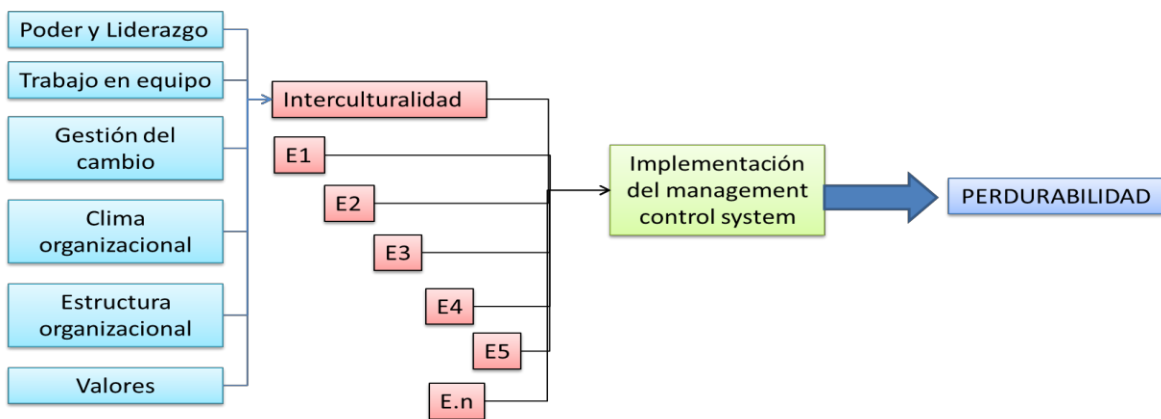 Poder y Liderazgo
Trabajo en equipo
Gestión del
cambio
Clima
organizacional
Estructura
organizacional
Valores
Interculturalidad
E1
E2
E3
E4
E5
E.n
Implementación
del management
control system
PERDURABILIDAD